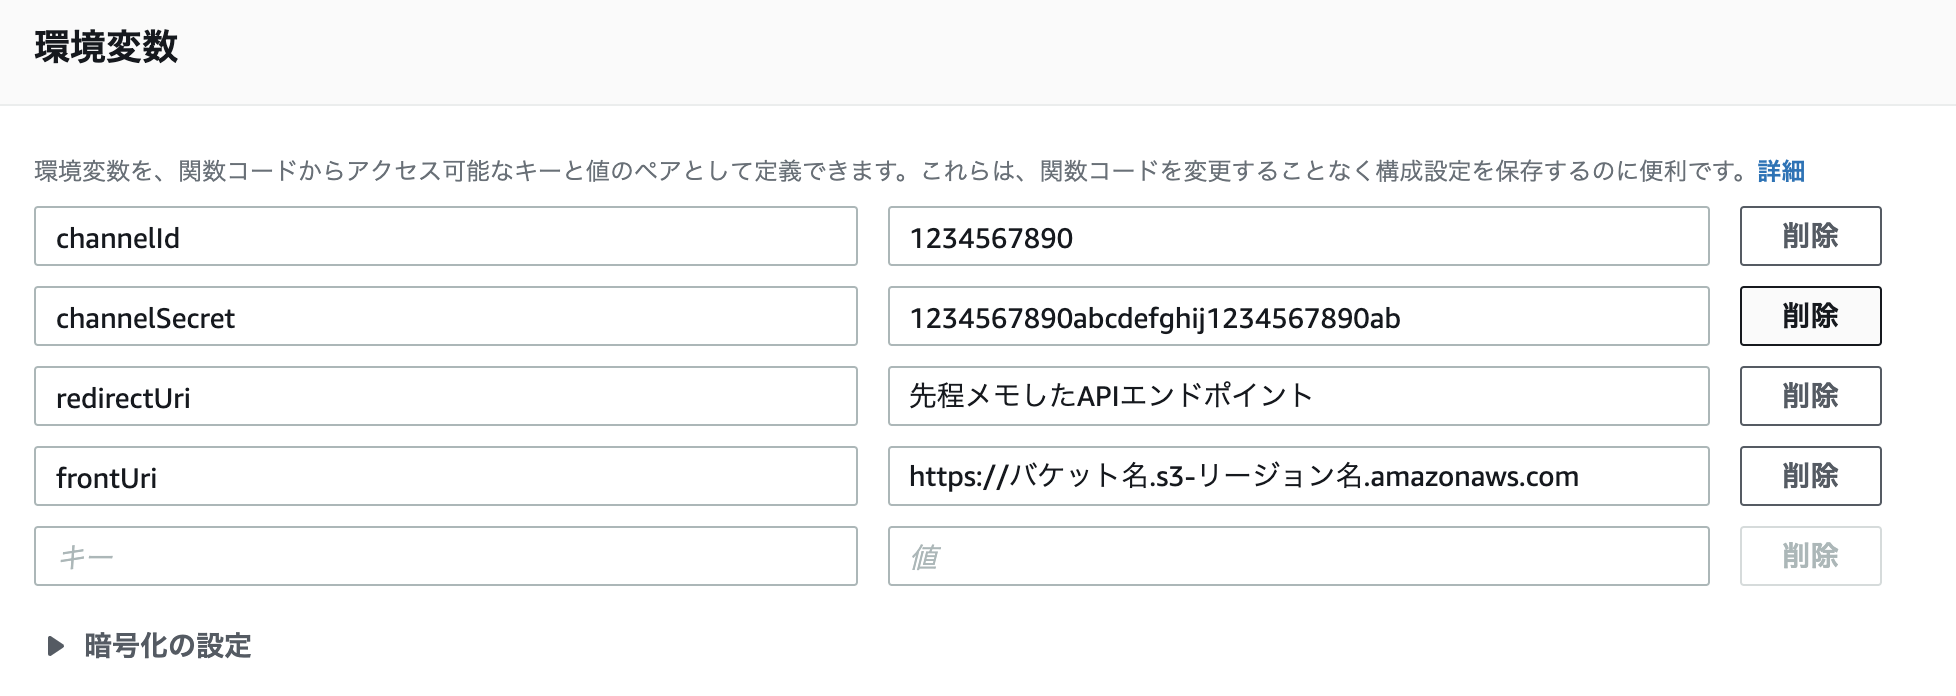 環境変数
環境変数を、関数コードからアクセス可能なキーと値のペアとして定義できます。これらは、関数コードを変更することなく構成設定を保存するのに便利です。詳細
channelId 1234567890 削除
channelSecret 1234567890abcdefghij1234567890ab 削除
redirectUri 先程メモしたAPIエンドポイント 削除
frontUri https://バケット名.s3-リージョン名.amazonaws.com 削除
キー 値 削除
▶ 暗号化の設定